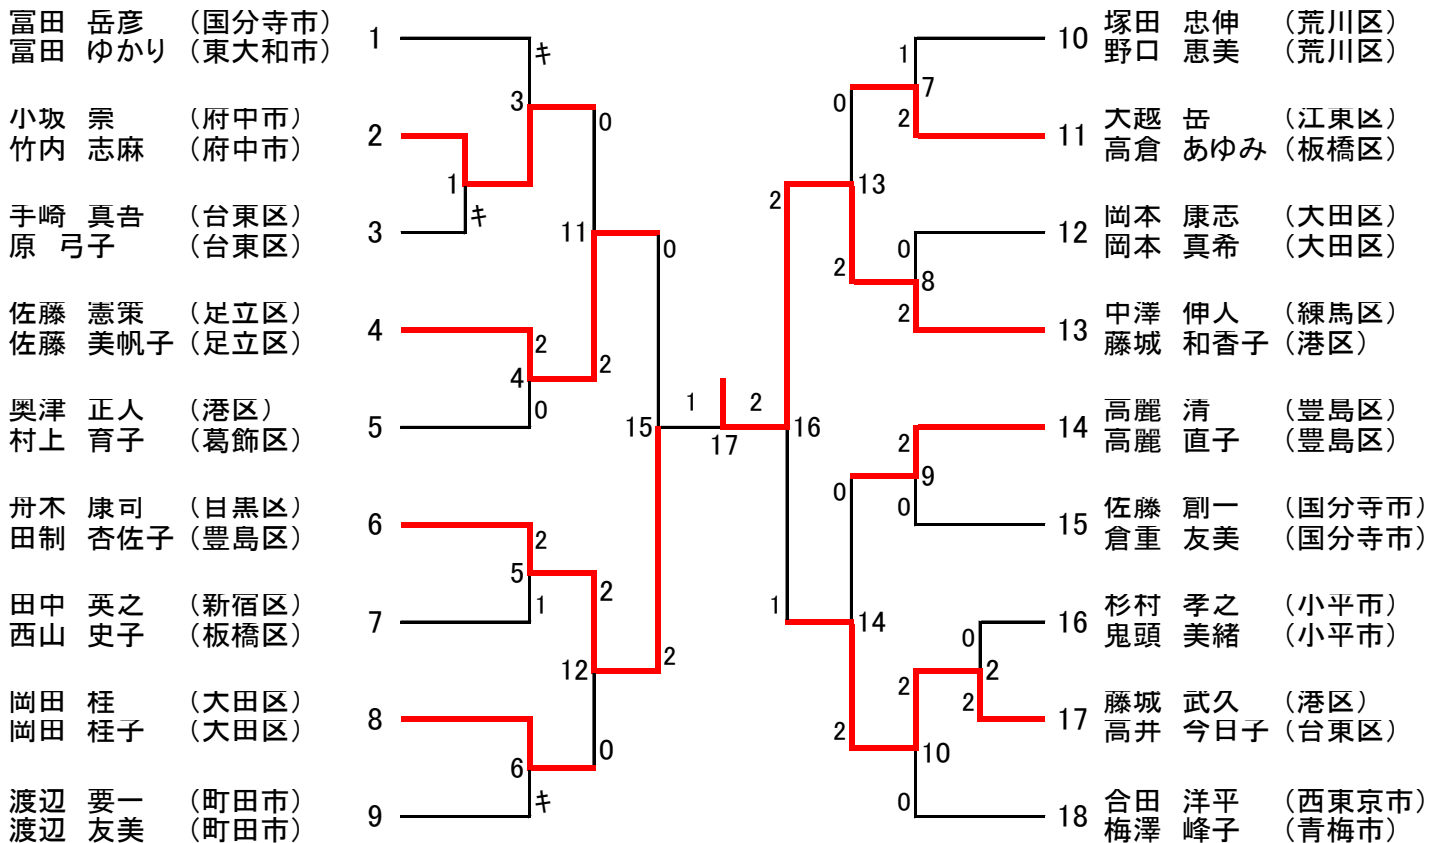 富田 岳彦 （国分寺市）
富田 ゆかり （東大和市）
1
キ
小坂 崇 （府中市）
竹内 志麻 （府中市）
2
3
0
1
キ
手崎 真吾 （台東区）
原 弓子 （台東区）
3
11
0
佐藤 憲策 （足立区）
佐藤 美帆子 （足立区）
4
2
4
2
0
奥津 正人 （港区）
村上 育子 （葛飾区）
5
15
1
17
2
舟木 康司 （目黒区）
田制 杏佐子 （豊島区）
6
2
5
2
1
田中 英之 （新宿区）
西山 史子 （板橋区）
7
12
2
岡田 桂 （大田区）
岡田 桂子 （大田区）
8
0
6
キ
渡辺 要一 （町田市）
渡辺 友美 （町田市）
9
10
塚田 忠伸 （荒川区）
野口 恵美 （荒川区）
1
7
0
2
11
大越 岳 （江東区）
高倉 あゆみ （板橋区）
13
2
12
岡本 康志 （大田区）
岡本 真希 （大田区）
0
2
8
2
13
中澤 伸人 （練馬区）
藤城 和香子 （港区）
16
14
高麗 清 （豊島区）
高麗 直子 （豊島区）
2
9
0
0
15
佐藤 創一 （国分寺市）
倉重 友美 （国分寺市）
1
14
16
杉村 孝之 （小平市）
鬼頭 美緒 （小平市）
0
2
2
2
17
藤城 武久 （港区）
高井 今日子 （台東区）
2
10
0
18
合田 洋平 （西東京市）
梅澤 峰子 （青梅市）